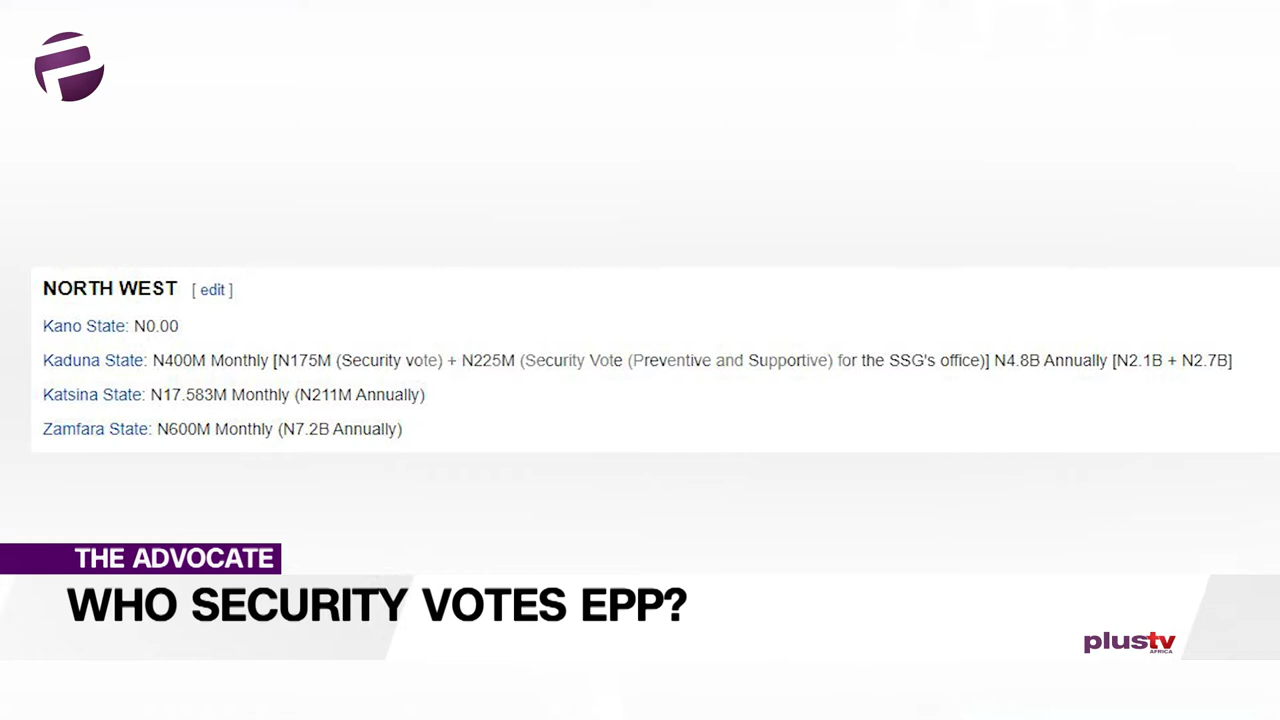 NORTH WEST [ edit ]
Kano State: N0.00
Kaduna State: N400M Monthly [N175M (Security vote) + N225M (Security Vote (Preventive and Supportive) for the SSG's office)] N4.8B Annually [N2.1B + N2.7B]
Katsina State: N17.583M Monthly (N211M Annually)
Zamfara State: N600M Monthly (N7.2B Annually)
THE ADVOCATE
WHO SECURITY VOTES EPP?
plustv
AFRICA